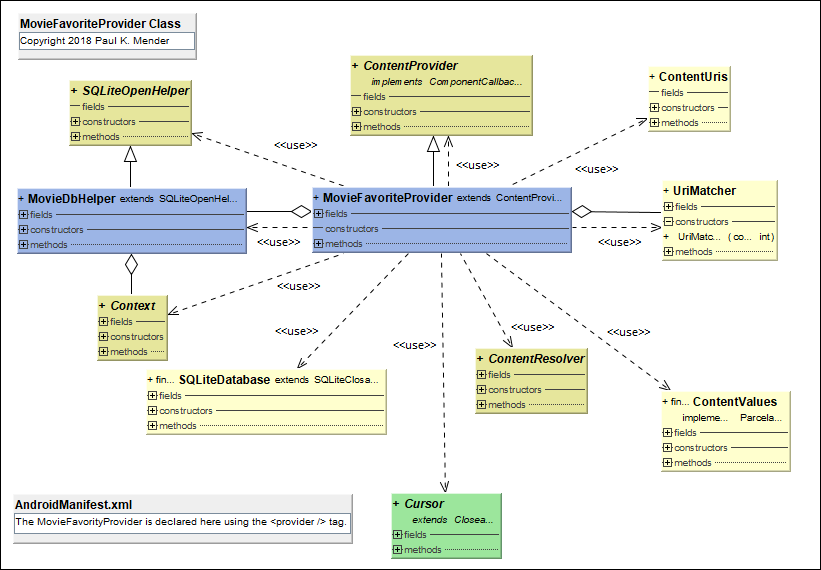 MovieFavoriteProvider Class
Copyright 2018 Paul K. Mender
+ SQLiteOpenHelper
fields
constructors
methods
+ ContentProvider
implements ComponentCallbac...
fields
constructors
methods
+ ContentUris
fields
constructors
methods
<<use>>
<<use>>
<<use>>
+ MovieDbHelper extends SQLiteOpenHel...
fields
constructors
methods
+ MovieFavoriteProvider extends ContentProvi...
fields
constructors
methods
+ UriMatcher
fields
constructors
+ UriMatc... (co... int)
methods
<<use>>
<<use>>
+ Context
fields
constructors
methods
<<use>>
<<use>>
<<use>>
<<use>>
<<use>>
+ fin... SQLiteDatabase extends SQLiteClosa...
fields
constructors
methods
+ ContentResolver
fields
constructors
methods
+ fin... ContentValues
impleme... Parcela...
fields
constructors
methods
AndroidManifest.xml
The MovieFavorityProvider is declared here using the <provider /> tag.
+ Cursor
extends Closea...
fields
methods